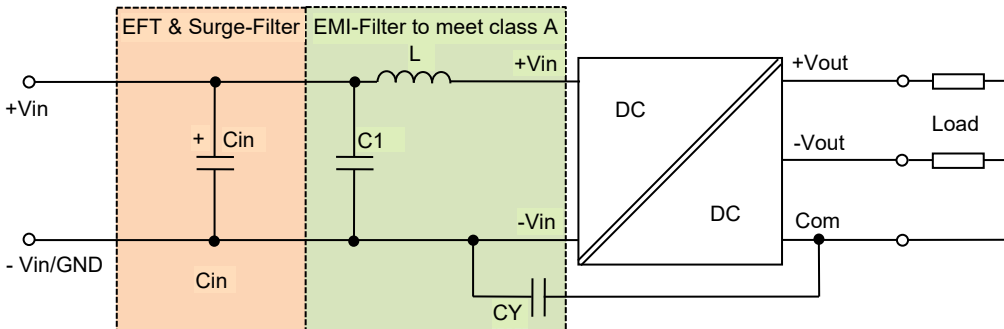 EFT & Surge-Filter
EMI-Filter to meet class A
L
+Vin
+Vout
+Vin
DC
Load
+
Cin
C1
-Vout
-Vin
DC
Com
- Vin/GND
Cin
CY